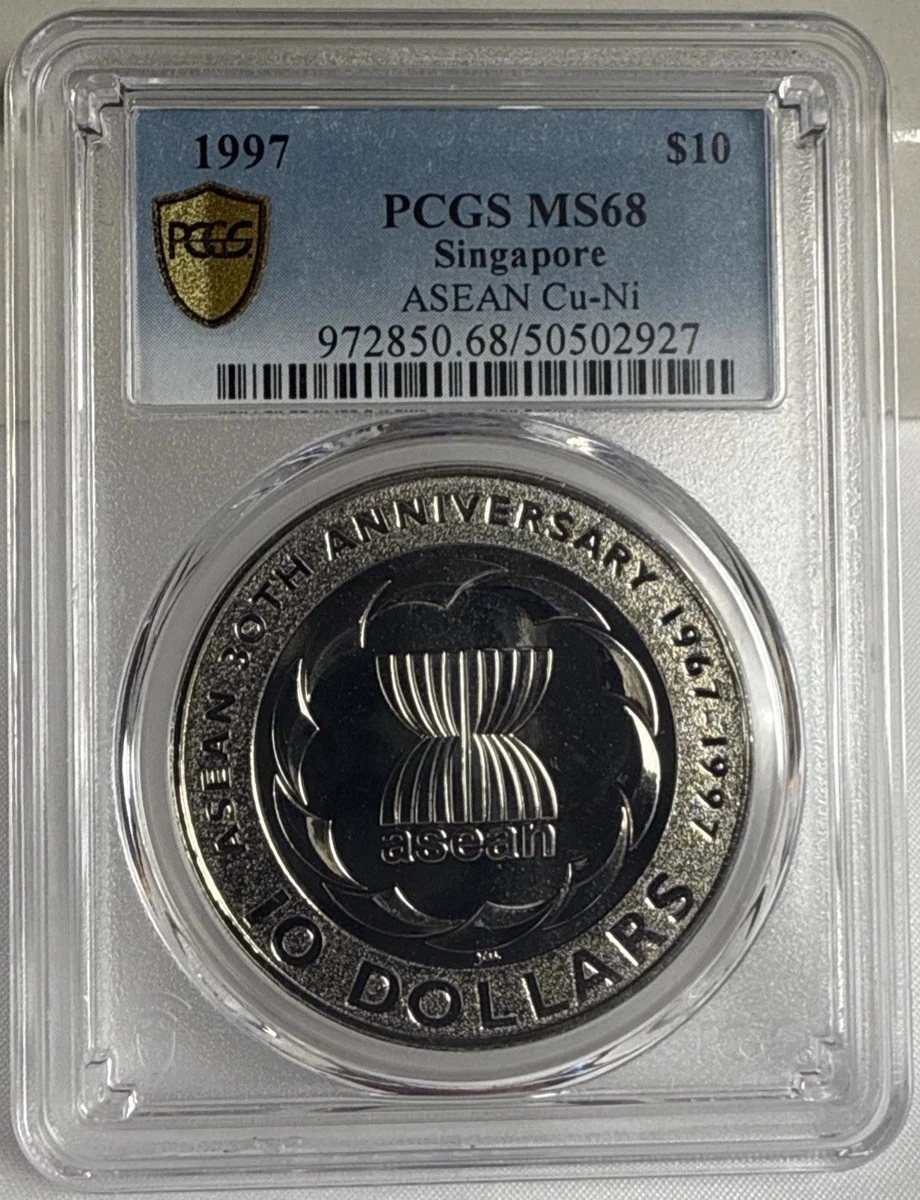 1997 $10
PCGS
PCGS MS68
Singapore
ASEAN Cu-Ni
972850.68/50502927
ASEAN 30TH ANNIVERSARY 1967-1997
asean
10 DOLLARS